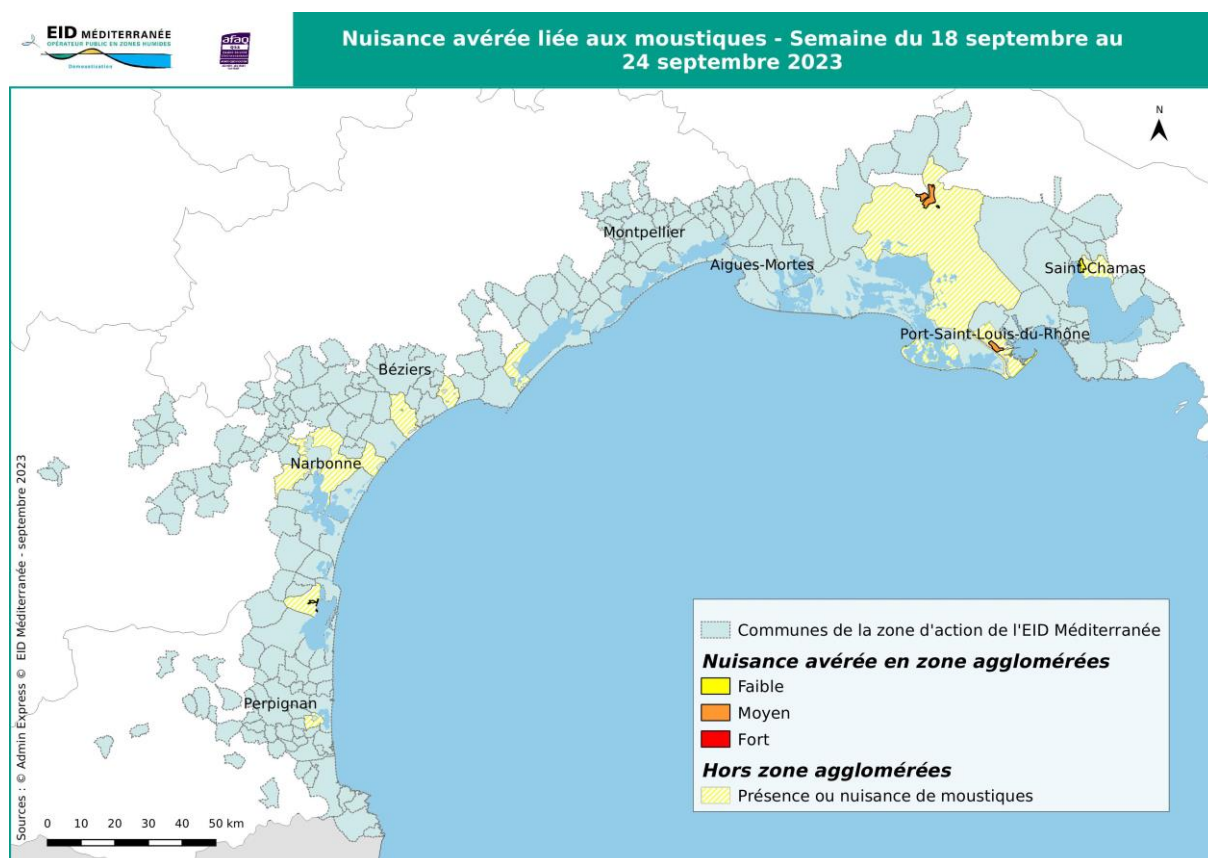 EID MÉDITERRANÉE
OPÉRATEUR PUBLIC EN ZONES HUMIDES
Démoustication
afaq
Nuisance avérée liée aux moustiques - Semaine du 18 septembre au
24 septembre 2023
N
Montpellier
Aigues-Mortes
Saint-Chamas
Port-Saint-Louis-du-Rhône
Béziers
Narbonne
Perpignan
Communes de la zone d'action de l'EID Méditerranée
Nuisance avérée en zone agglomérées
Faible
Moyen
Fort
Hors zone agglomérées
Présence ou nuisance de moustiques
0 10 20 30 40 50 km
Sources : © Admin Express © EID Méditerranée - septembre 2023